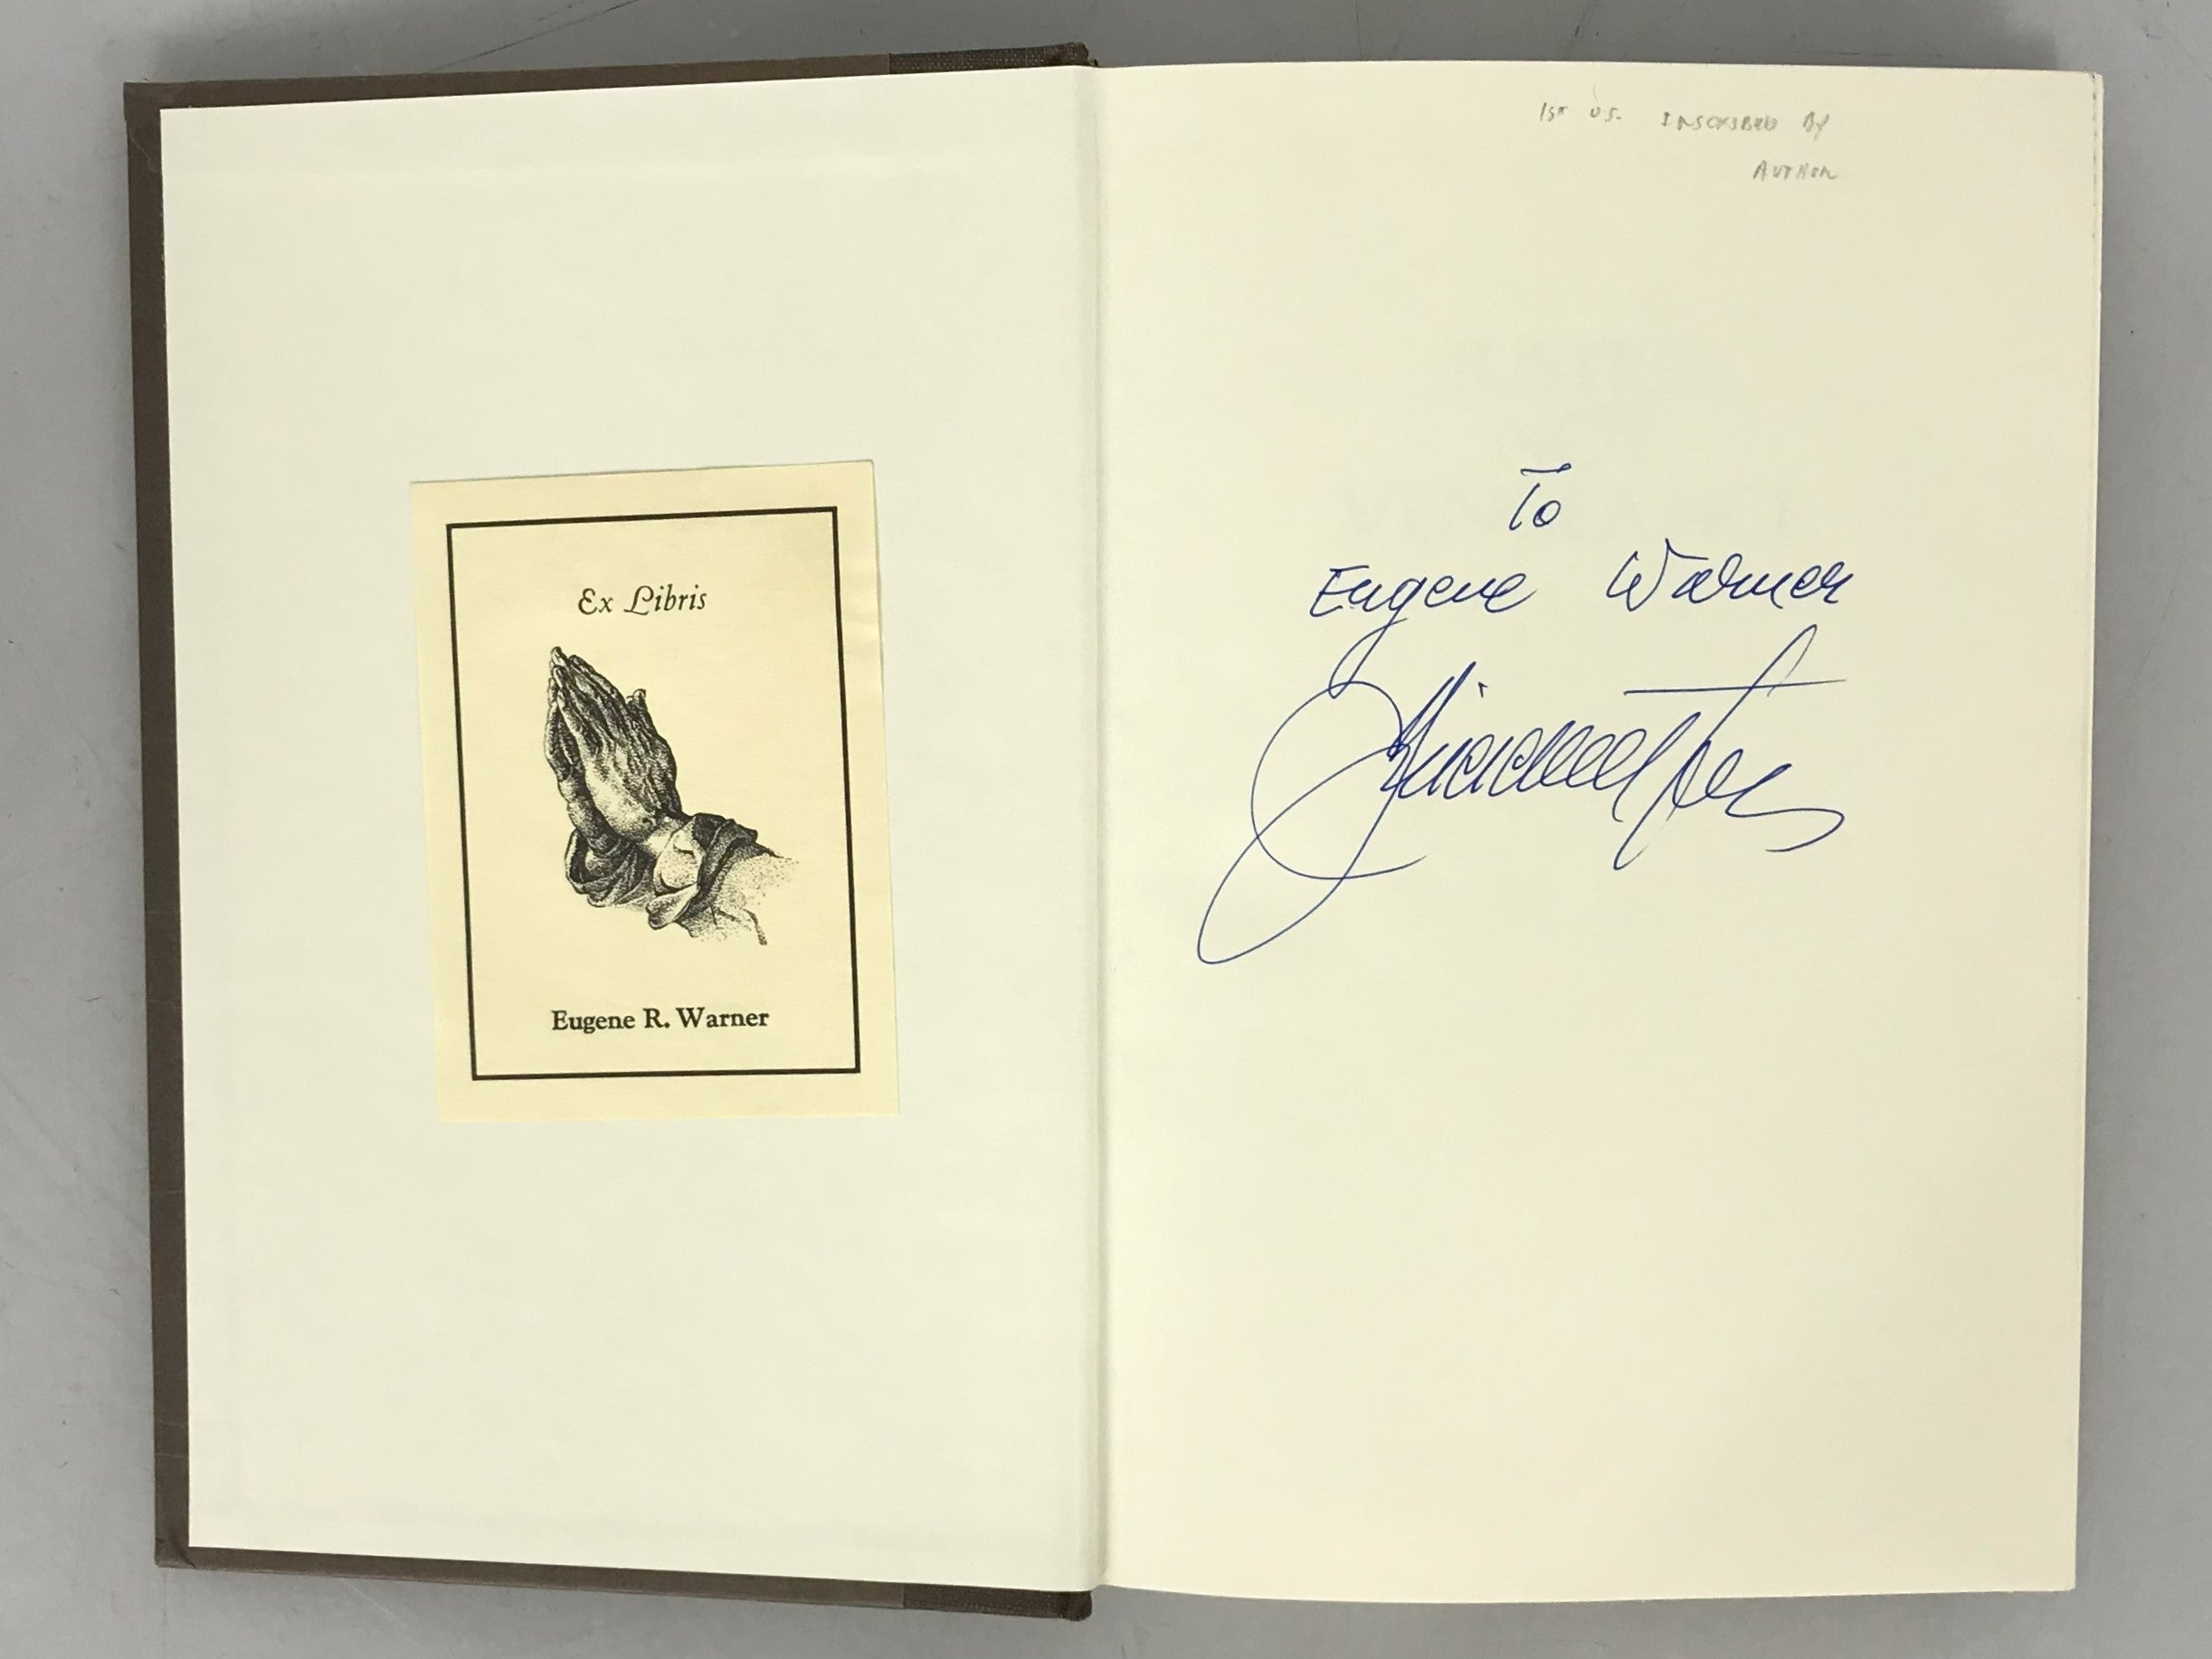 Ex Libris
Eugene R. Warner
1st U.S. INSCRIBED BY
AUTHOR
To
Eugene Warner